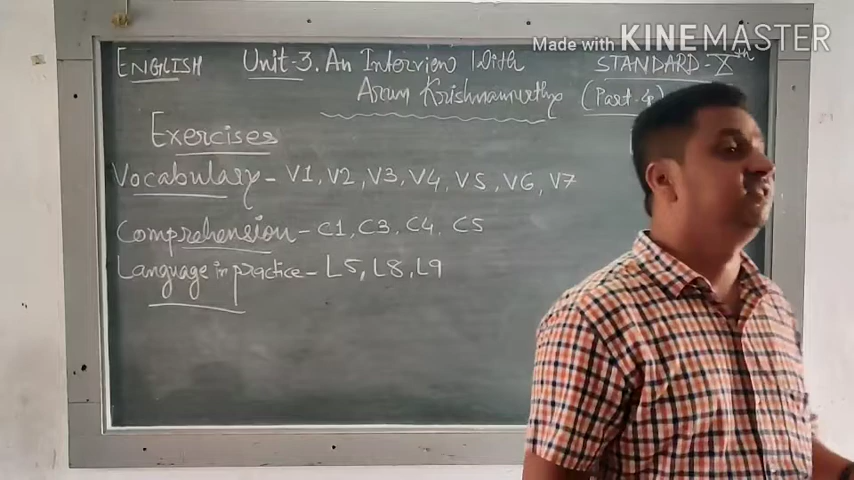 Made with KINEMASTER
ENGLISH Unit-3. An Interview With STANDARD-Xth
Arun Krishnamurthy (Part-4)
Exercises
Vocabulary- V1, V2, V3, V4, V5, V6, V7
Comprehension- C1, C3, C4, C5
Language in practice- L5, L8, L9